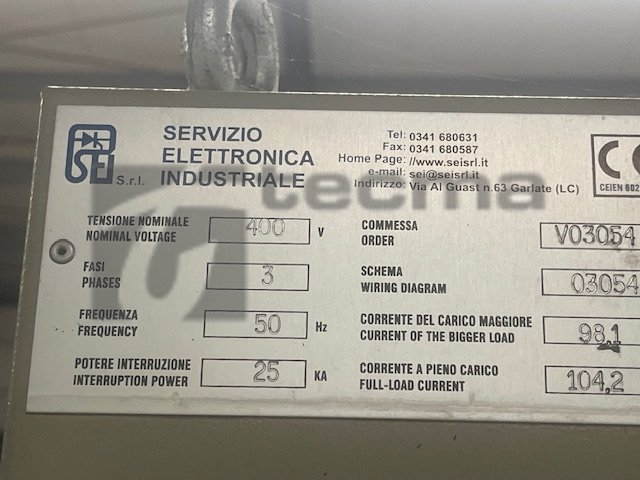 SEI S.r.l.
SERVIZIO
ELETTRONICA
INDUSTRIALE
Tel: 0341 680631
Fax: 0341 680587
Home Page: //www.seisrl.it
e-mail: sei@seisrl.it
Indirizzo: Via Al Guast n.63 Garlate (LC)
CE
CEIEN 602
tecma
TENSIONE NOMINALE
NOMINAL VOLTAGE
400 V
FASI
PHASES
3
FREQUENZA
FREQUENCY
50 Hz
POTERE INTERRUZIONE
INTERRUPTION POWER
25 KA
COMMESSA
ORDER
V03054
SCHEMA
WIRING DIAGRAM
03054
CORRENTE DEL CARICO MAGGIORE
CURRENT OF THE BIGGER LOAD
98,1
CORRENTE A PIENO CARICO
FULL-LOAD CURRENT
104,2